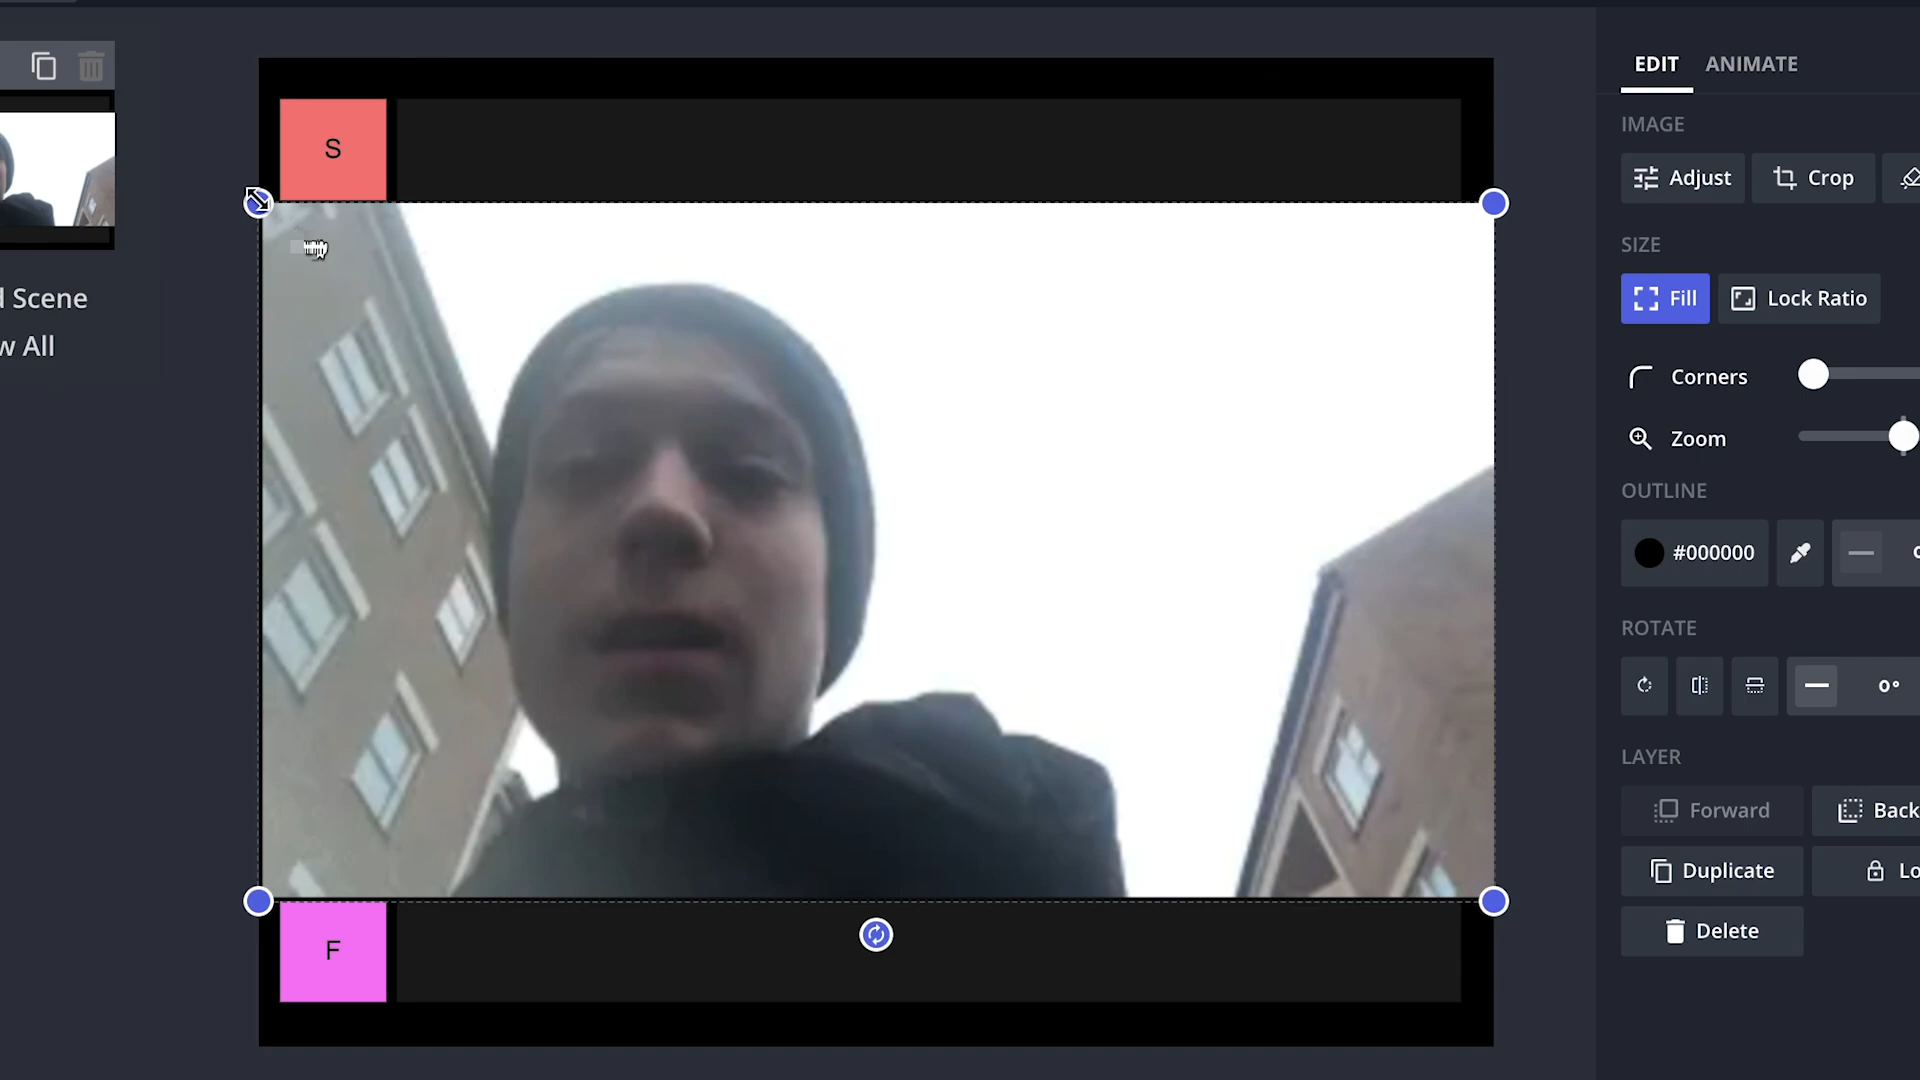 EDIT ANIMATE
IMAGE
Adjust Crop
SIZE
Fill Lock Ratio
Corners
Zoom
OUTLINE
#000000
ROTATE
0°
LAYER
Forward Back
Duplicate Lo
Delete
Scene
w All
S
F